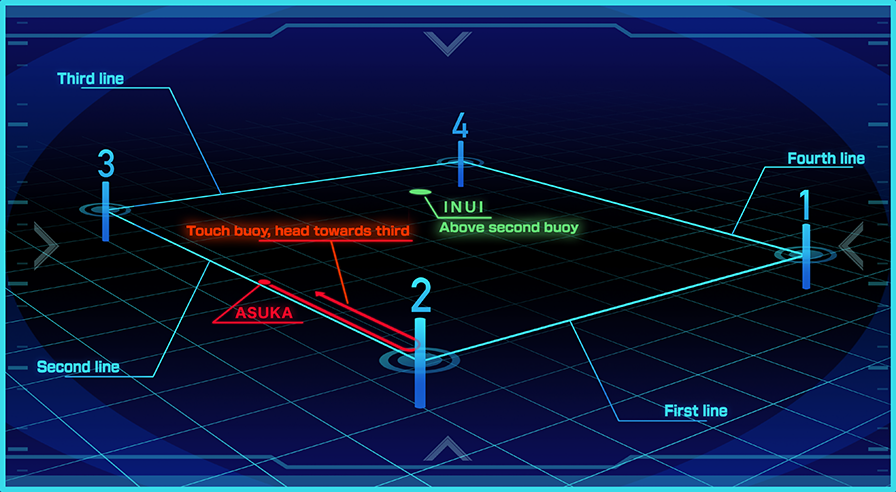 Third line
4
3
Fourth line
1
INUI
Above second buoy
Touch buoy, head towards third
2
ASUKA
Second line
First line